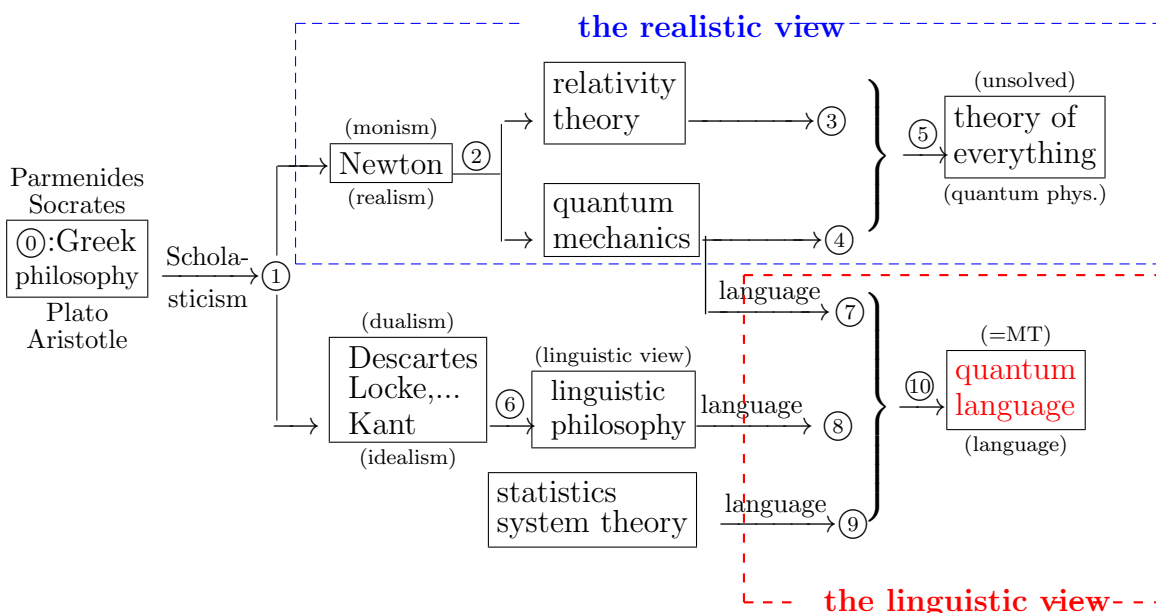 the realistic view
relativity
theory
③
(unsolved)
theory of
everything
(quantum phys.)
⑤
(monism)
Newton
(realism)
②
quantum
mechanics
④
Parmenides
Socrates
⓪:Greek
philosophy
Plato
Aristotle
Schola-
sticism
①
language
⑦
(dualism)
Descartes
Locke,...
Kant
(idealism)
⑥
(linguistic view)
linguistic
philosophy
language
⑧
⑩
(=MT)
quantum
language
(language)
statistics
system theory
language
⑨
the linguistic view